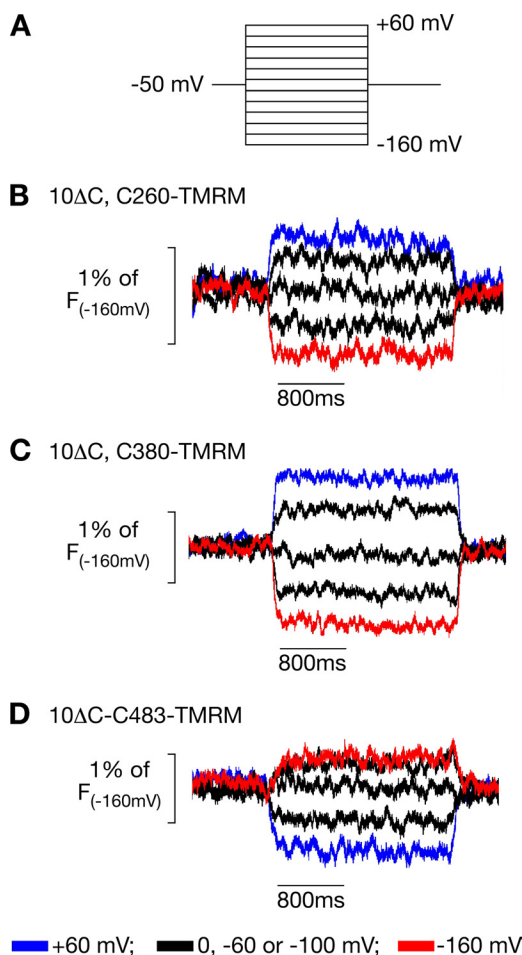 A
+60 mV
-50 mV
-160 mV
B 10ΔC, C260-TMRM
1% of
F(-160mV)
800ms
C 10ΔC, C380-TMRM
1% of
F(-160mV)
800ms
D 10ΔC-C483-TMRM
1% of
F(-160mV)
800ms
+60 mV; 0, -60 or -100 mV; -160 mV